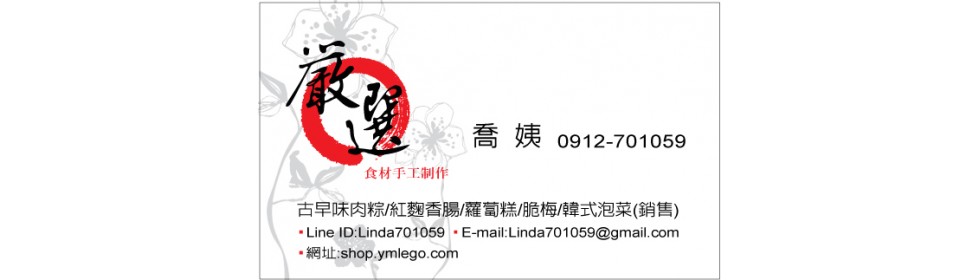 嚴選
食材手工制作
喬 姨 0912-701059
古早味肉粽/紅麴香腸/蘿蔔糕/脆梅/韓式泡菜(銷售)
▪Line ID:Linda701059 ▪E-mail:Linda701059@gmail.com
▪網址:shop.ymlego.com